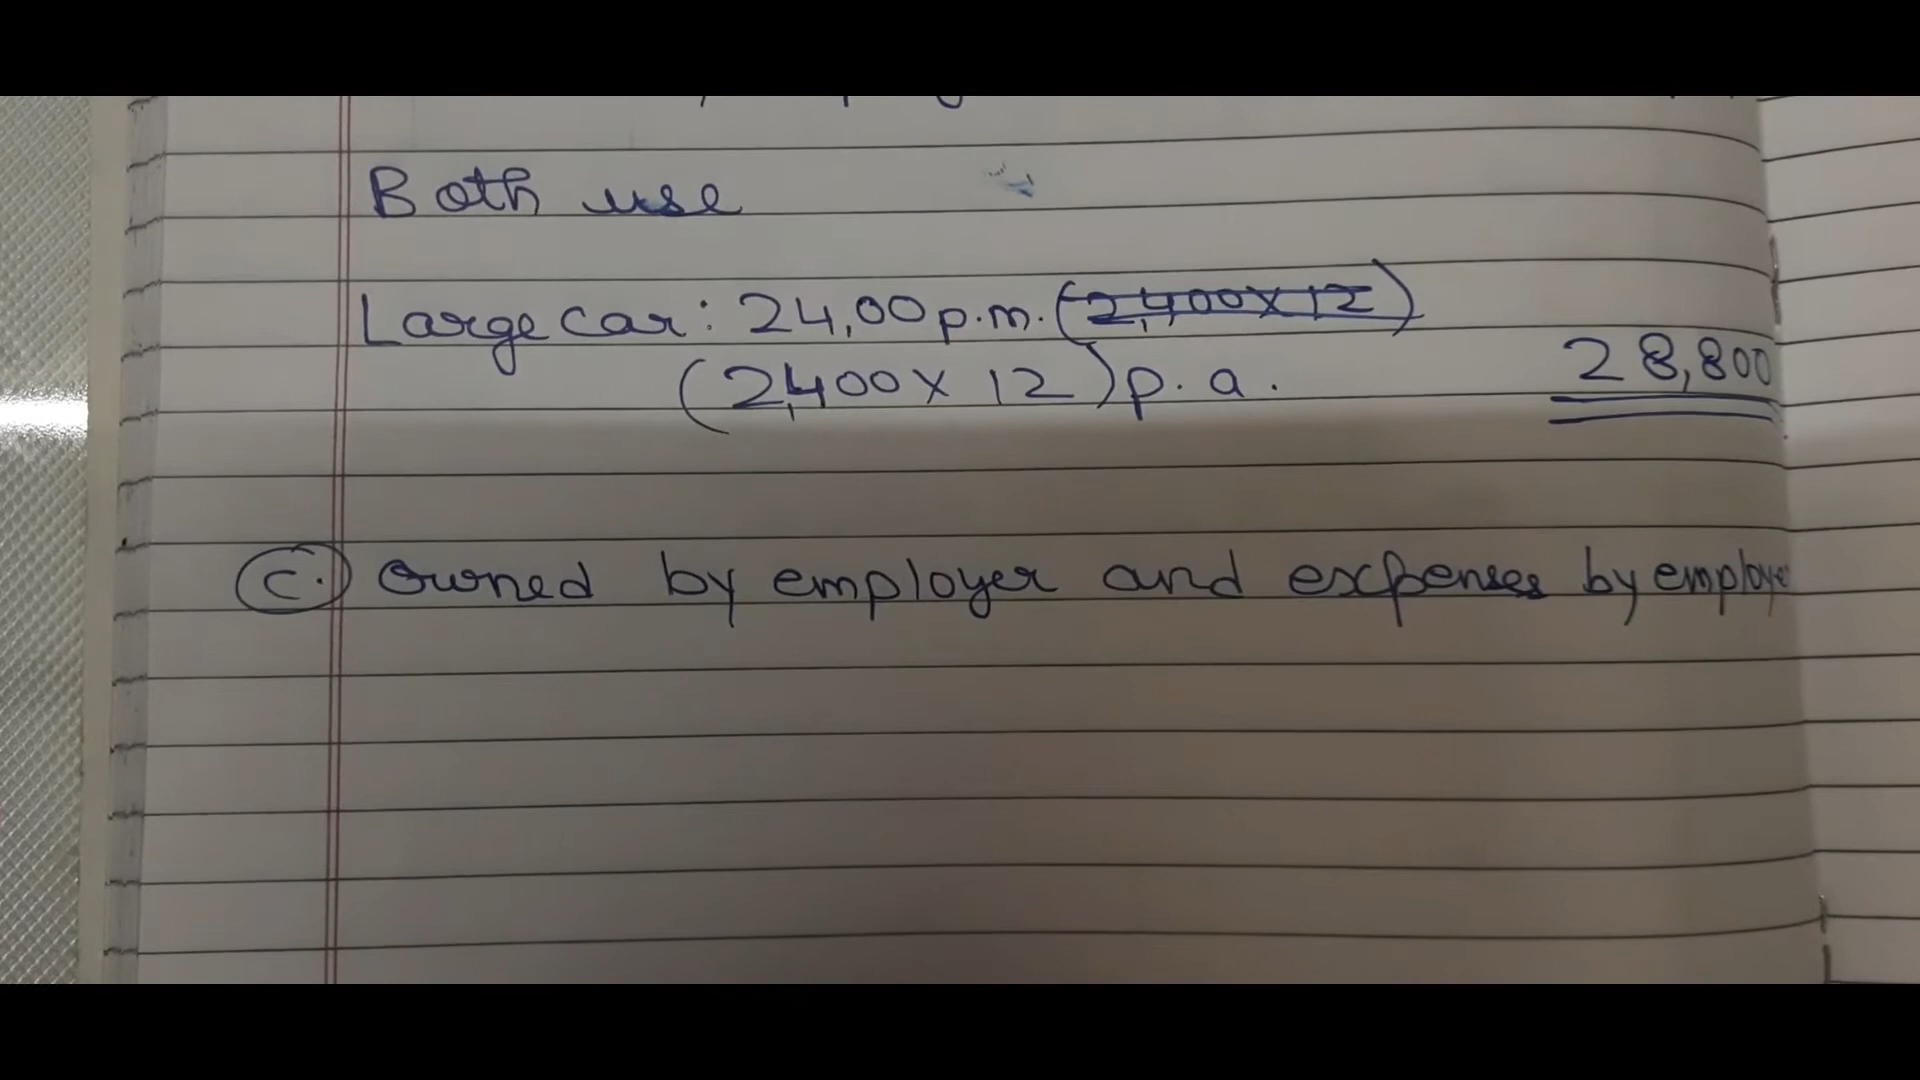 Both use
Large car: 24,00 p.m. (2,400 X 12)
(2,400 X 12) p.a.
28,800
C. Owned by employer and expenses by employe